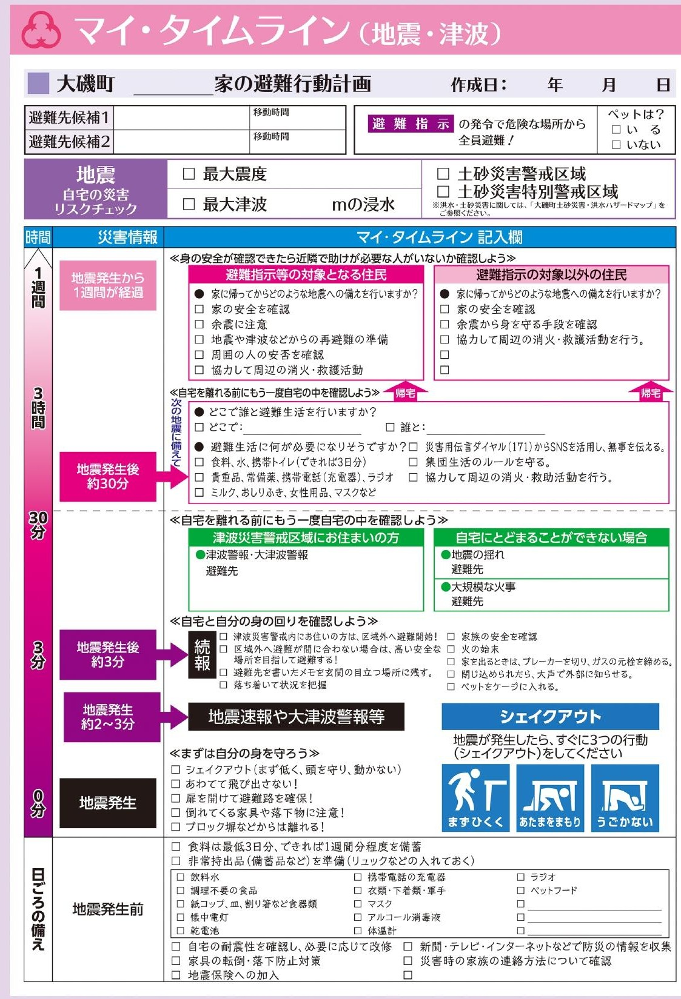 マイ・タイムライン（地震・津波）
大磯町　　　　　家の避難行動計画　　作成日：　　年　　月　　日
避難先候補1　　移動時間
避難先候補2　　移動時間
避難指示 の発令で危険な場所から
全員避難！
ペットは？
□ い　る
□ いない
地震
自宅の災害
リスクチェック
□ 最大震度
□ 最大津波　　　　mの浸水
□ 土砂災害警戒区域
□ 土砂災害特別警戒区域
※洪水・土砂災害に関しては、「大磯町土砂災害・洪水ハザードマップ」を
ご参照ください。
時間　災害情報　マイ・タイムライン 記入欄
1週間
地震発生から
1週間が経過
≪身の安全が確認できたら近隣で助けが必要な人がいないか確認しよう≫
避難指示等の対象となる住民
● 家に帰ってからどのような地震への備えを行いますか？
□ 家の安全を確認
□ 余震に注意
□ 地震や津波などからの再避難の準備
□ 周囲の人の安否を確認
□ 協力して周辺の消火・救護活動
避難指示の対象以外の住民
● 家に帰ってからどのような地震への備えを行いますか？
□ 家の安全を確認
□ 余震から身を守る手段を確認
□ 協力して周辺の消火・救護活動を行う。
□
□
3時間
≪自宅を離れる前にもう一度自宅の中を確認しよう≫
帰宅
帰宅
次の地震に備えて
● どこで誰と避難生活を行いますか？
□ どこで：　　　　　□ 誰と：
● 避難生活に何が必要になりそうですか？
□ 食料、水、携帯トイレ（できれば3日分）
□ 貴重品、常備薬、携帯電話（充電器）、ラジオ
□ ミルク、おしりふき、女性用品、マスクなど
□ 災害用伝言ダイヤル（171）からSNSを活用し、無事を伝える。
□ 集団生活のルールを守る。
□ 協力して周辺の消火・救助活動を行う。
地震発生後
約30分
30分
≪自宅を離れる前にもう一度自宅の中を確認しよう≫
津波災害警戒区域にお住まいの方
●津波警報・大津波警報
避難先
自宅にとどまることができない場合
●地震の揺れ
避難先
●大規模な火事
避難先
≪自宅と自分の身の回りを確認しよう≫
3分
地震発生後
約3分
続報
□ 津波災害警戒内にお住いの方は、区域外へ避難開始！
□ 区域外へ避難が間に合わない場合は、高い安全な
場所を目指して避難する！
□ 避難先を書いたメモを玄関の目立つ場所に残す。
□ 落ち着いて状況を把握
□ 家族の安全を確認
□ 火の始末
□ 家を出るときは、ブレーカーを切り、ガスの元栓を締める。
□ 閉じ込められたら、大声で外部に知らせる。
□ ペットをケージに入れる。
地震発生
約2～3分
地震速報や大津波警報等
シェイクアウト
地震が発生したら、すぐに3つの行動
（シェイクアウト）をしてください
まずひくく
あたまをまもり
うごかない
≪まずは自分の身を守ろう≫
0分
地震発生
□ シェイクアウト（まず低く、頭を守り、動かない）
□ あわてて飛び出さない！
□ 扉を開けて避難路を確保！
□ 倒れてくる家具や落下物に注意！
□ ブロック塀などからは離れる！
日ごろの備え
地震発生前
□ 食料は最低3日分、できれば1週間分程度を備蓄
□ 非常持出品（備蓄品など）を準備（リュックなどの入れておく）
□ 飲料水　□ 携帯電話の充電器　□ ラジオ
□ 調理不要の食品　□ 衣類・下着類・軍手　□ ペットフード
□ 紙コップ、皿、割り箸など食器類　□ マスク　□
□ 懐中電灯　□ アルコール消毒液　□
□ 乾電池　□ 体温計　□
□ 自宅の耐震性を確認し、必要に応じて改修　□ 新聞・テレビ・インターネットなどで防災の情報を収集
□ 家具の転倒・落下防止対策　□ 災害時の家族の連絡方法について確認
□ 地震保険への加入　□